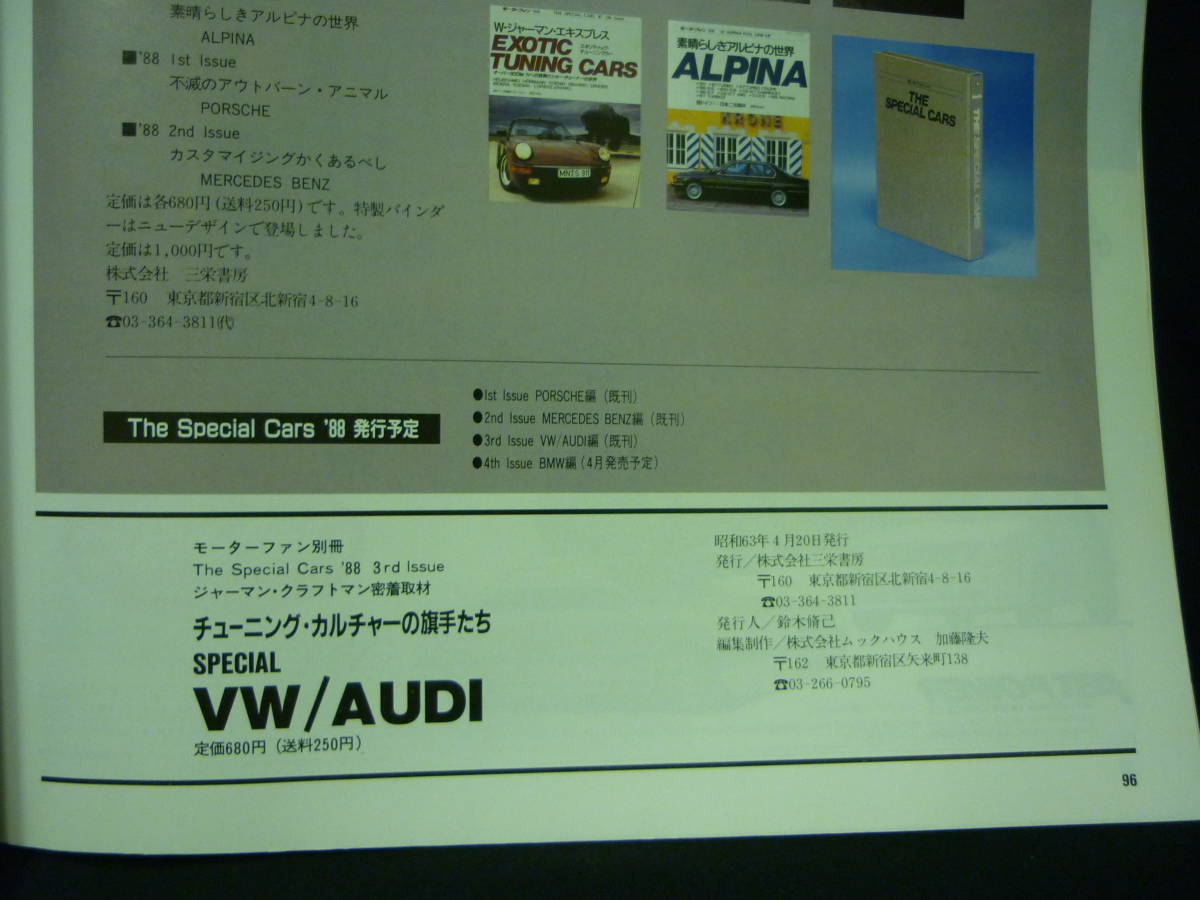 素晴らしきアルピナの世界
ALPINA
■'88 1st Issue
不滅のアウトバーン・アニマル
PORSCHE
■'88 2nd Issue
カスタマイジングかくあるべし
MERCEDES BENZ
定価は各680円(送料250円)です。特製バインダ
ーはニューデザインで登場しました。
定価は1,000円です。
株式会社 三栄書房
〒160 東京都新宿区北新宿4-8-16
☎03-364-3811(代)
W・ジャーマン・エキスプレス
EXOTIC
TUNING CARS
MNIS 911
素晴らしきアルピナの世界
ALPINA
KRONE
THE
SPECIAL CARS
THE SPECIAL CARS
The Special Cars '88 発行予定
●1st Issue PORSCHE編(既刊)
●2nd Issue MERCEDES BENZ編(既刊)
●3rd Issue VW/AUDI編(既刊)
●4th Issue BMW編(4月発売予定)
モーターファン別冊
The Special Cars '88 3rd Issue
ジャーマン・クラフトマン密着取材
チューニング・カルチャーの旗手たち
SPECIAL
VW/AUDI
定価680円(送料250円)
昭和63年4月20日発行
発行/株式会社三栄書房
〒160 東京都新宿区北新宿4-8-16
☎03-364-3811
発行人/鈴木脩己
編集制作/株式会社ムックハウス 加藤隆夫
〒162 東京都新宿区矢来町138
☎03-266-0795
96